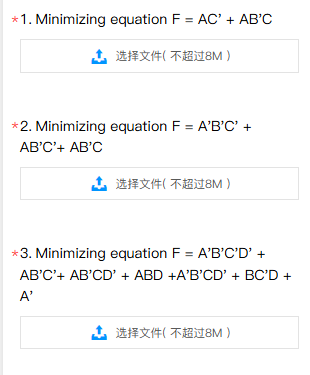 *1. Minimizing equation F = AC’ + AB’C
选择文件( 不超过8M )
*2. Minimizing equation F = A’B’C’ +
AB’C’+ AB’C
选择文件( 不超过8M )
*3. Minimizing equation F = A’B’C’D’ +
AB’C’+ AB’CD’ + ABD +A’B’CD’ + BC’D +
A’
选择文件( 不超过8M )